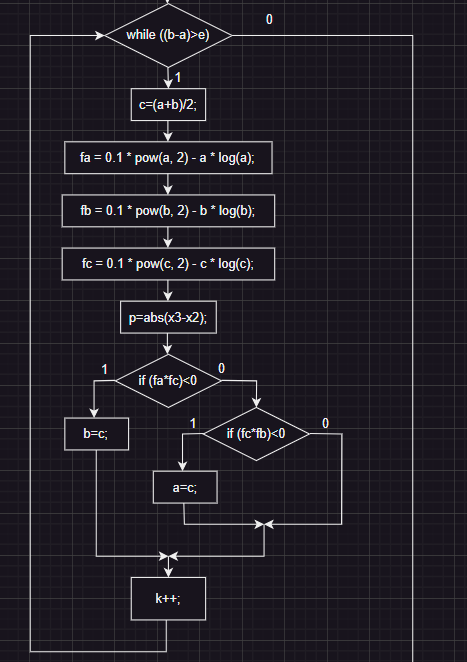 while ((b-a)>e)
0
1
c=(a+b)/2;
fa = 0.1 * pow(a, 2) - a * log(a);
fb = 0.1 * pow(b, 2) - b * log(b);
fc = 0.1 * pow(c, 2) - c * log(c);
p=abs(x3-x2);
1
if (fa*fc)<0
0
b=c;
1
if (fc*fb)<0
0
a=c;
k++;